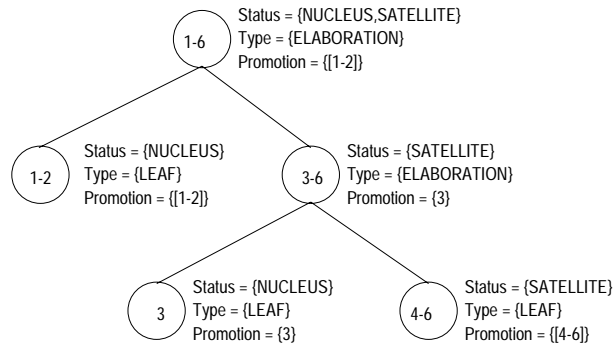 1-6
Status = {NUCLEUS,SATELLITE}
Type = {ELABORATION}
Promotion = {[1-2]}
1-2
Status = {NUCLEUS}
Type = {LEAF}
Promotion = {[1-2]}
3-6
Status = {SATELLITE}
Type = {ELABORATION}
Promotion = {3}
3
Status = {NUCLEUS}
Type = {LEAF}
Promotion = {3}
4-6
Status = {SATELLITE}
Type = {LEAF}
Promotion = {[4-6]}